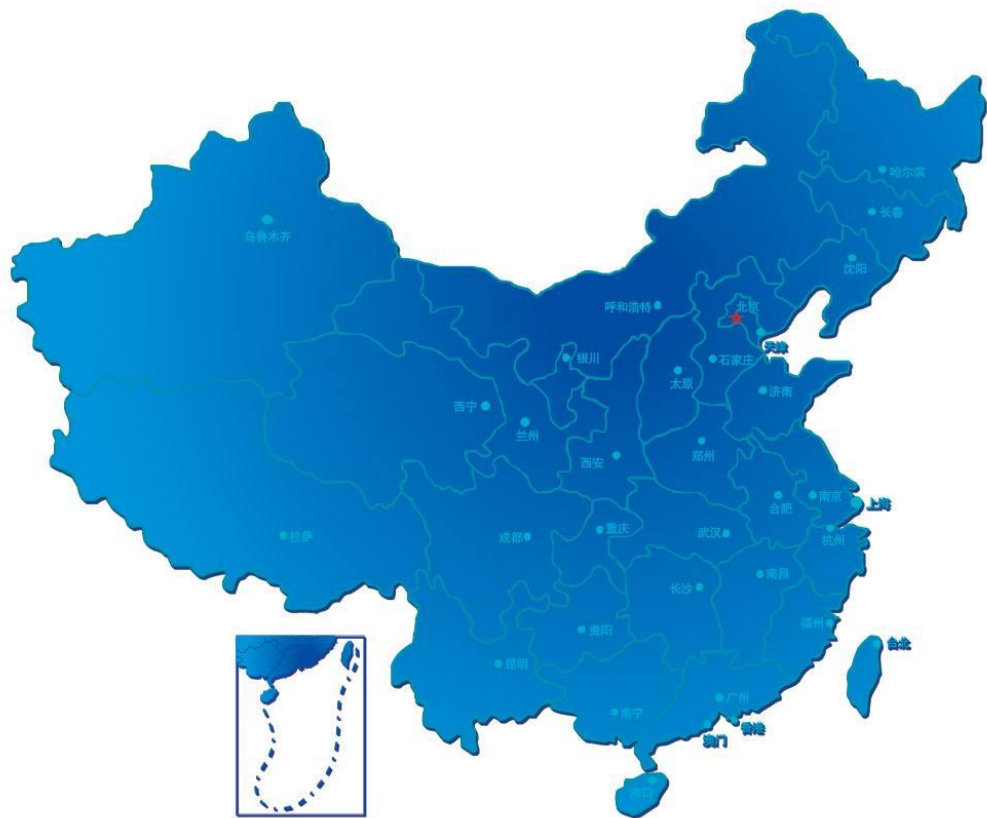 哈尔滨
长春
乌鲁木齐
沈阳
呼和浩特
北京
天津
银川
石家庄
太原
济南
西宁
兰州
郑州
西安
合肥
南京
上海
拉萨
成都
重庆
武汉
杭州
南昌
长沙
福州
贵阳
台北
昆明
广州
南宁
香港
澳门
海口